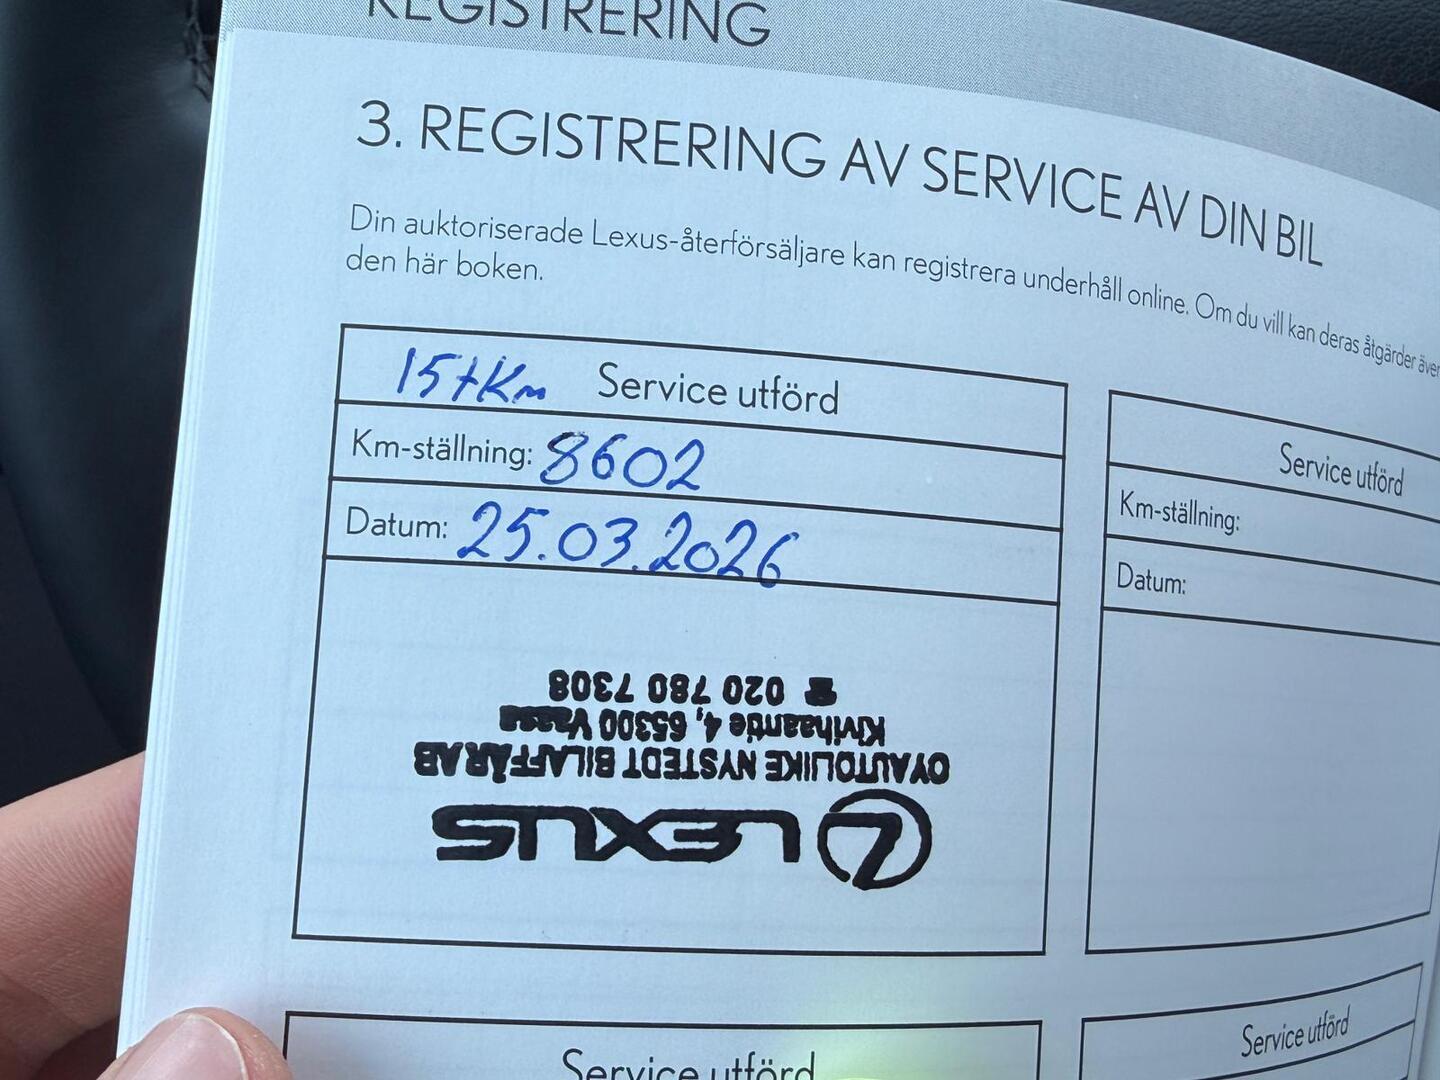 REGISTRERING
3. REGISTRERING AV SERVICE AV DIN BIL
Din auktoriserade Lexus-återförsäljare kan registrera underhåll online. Om du vill kan deras åtgärder även
den här boken.
15tKm Service utförd
Km-ställning: 8602
Datum: 25.03.2026
LEXUS
OY AUTOLIIKE NYSTEDT BILAFFÄR AB
Kivihaantie 4, 65300 Vaasa
☎ 020 780 7308
Service utförd
Km-ställning:
Datum:
Service utförd
Service utförd